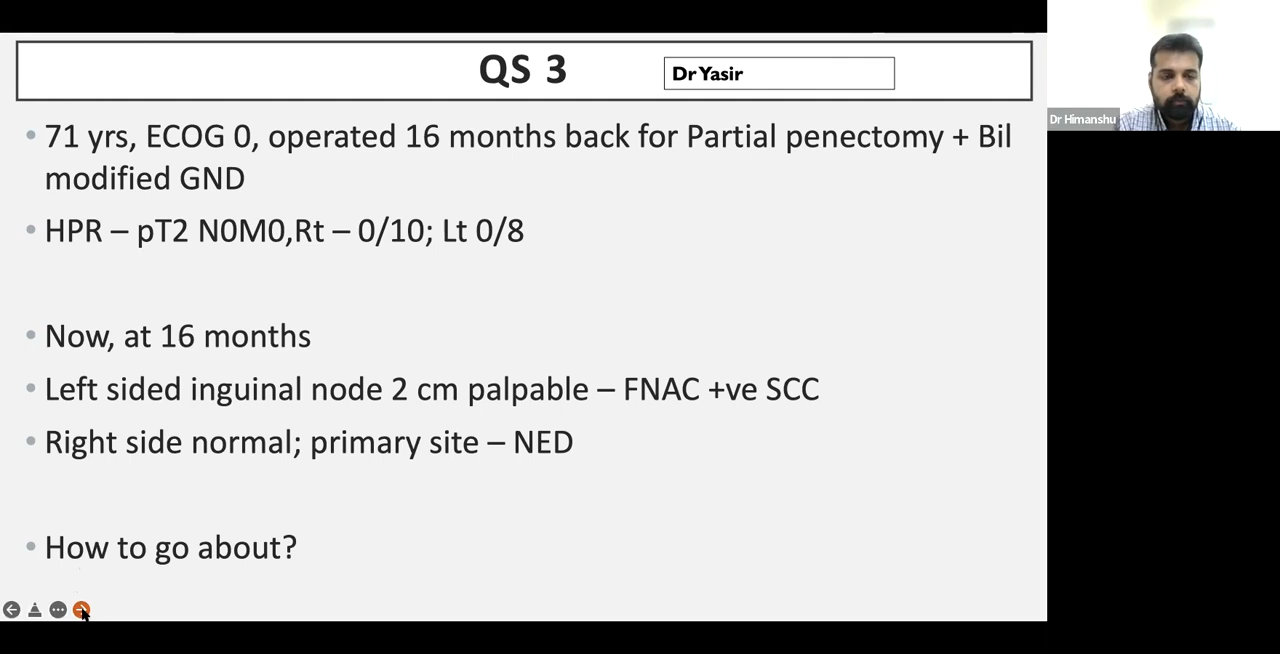 QS 3
Dr Yasir
• 71 yrs, ECOG 0, operated 16 months back for Partial penectomy + Bil
modified GND
• HPR – pT2 N0M0,Rt – 0/10; Lt 0/8
• Now, at 16 months
• Left sided inguinal node 2 cm palpable – FNAC +ve SCC
• Right side normal; primary site – NED
• How to go about?
Dr Himanshu